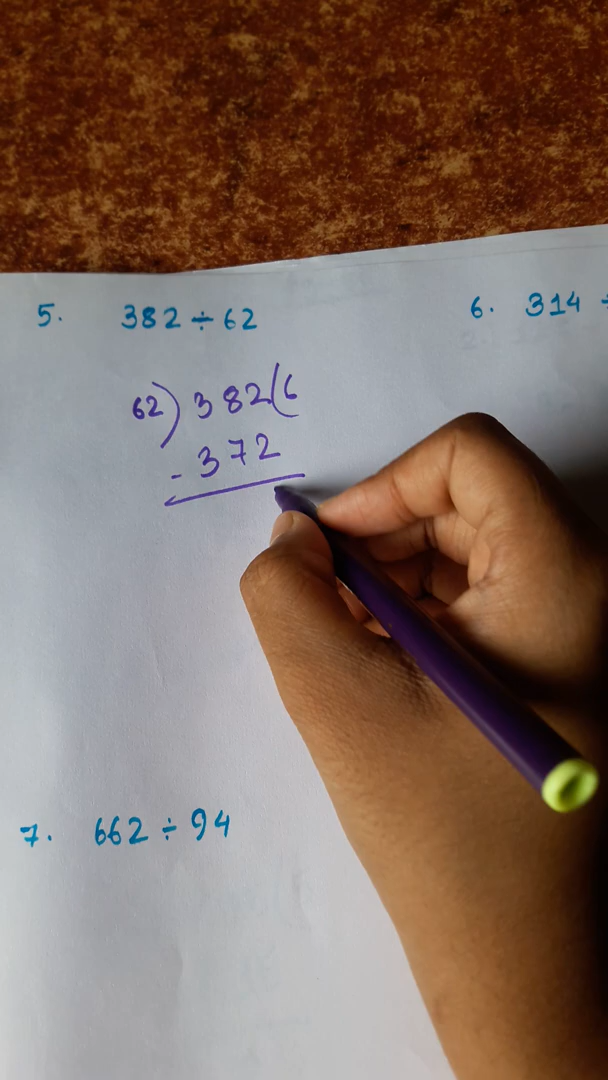 5. 382 ÷ 62
6. 314 ÷
62) 382 (6
- 372
7. 662 ÷ 94